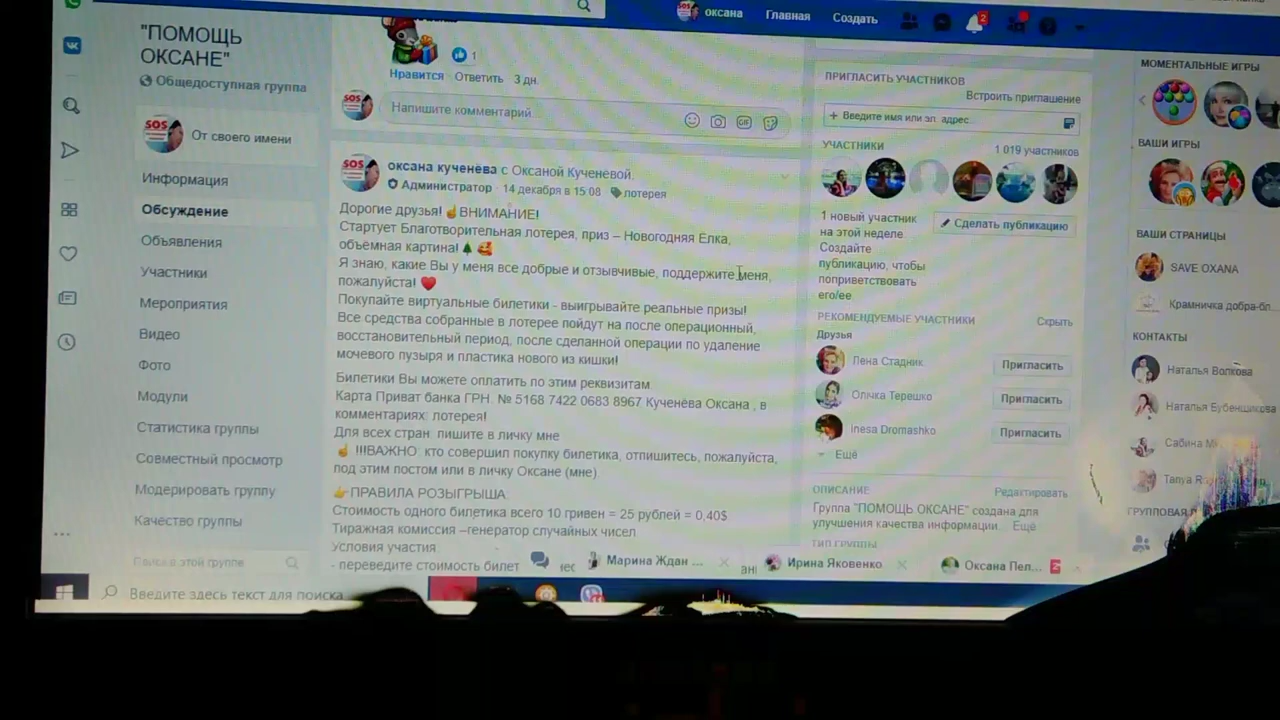 оксана
Главная
Создать
2
"ПОМОЩЬ
ОКСАНЕ"
Общедоступная группа
SOS
От своего имени
Информация
Обсуждение
Объявления
Участники
Мероприятия
Видео
Фото
Модули
Статистика группы
Совместный просмотр
Модерировать группу
Качество группы
Поиск в этой группе
1
Нравится Ответить 3 дн.
Напишите комментарий...
GIF
оксана кученёва с Оксаной Кученёвой.
Администратор · 14 декабря в 15:08 · лотерея
Дорогие друзья!☝ВНИМАНИЕ!
Стартует Благотворительная лотерея, приз – Новогодняя Ёлка,
объёмная картина!🌲🥰
Я знаю, какие Вы у меня все добрые и отзывчивые, поддержите меня,
пожалуйста! ❤
Покупайте виртуальные билетики - выигрывайте реальные призы!
Все средства собранные в лотерее пойдут на после операционный,
восстановительный период, после сделанной операции по удаление
мочевого пузыря и пластика нового из кишки!
Билетики Вы можете оплатить по этим реквизитам
Карта Приват банка ГРН. № 5168 7422 0683 8967 Кученёва Оксана , в
комментариях: лотерея!
Для всех стран: пишите в личку мне
☝ !!!ВАЖНО: кто совершил покупку билетика, отпишитесь, пожалуйста,
под этим постом или в личку Оксане (мне).
👉ПРАВИЛА РОЗЫГРЫША:
Стоимость одного билетика всего 10 гривен = 25 рублей = 0,40$
Тиражная комиссия –генератор случайных чисел
Условия участия
- переведите стоимость билет
ПРИГЛАСИТЬ УЧАСТНИКОВ
Встроить приглашение
+ Введите имя или эл. адрес...
УЧАСТНИКИ
1 019 участников
1 новый участник
на этой неделе.
Создайте
публикацию, чтобы
поприветствовать
его/ее
Сделать публикацию
РЕКОМЕНДУЕМЫЕ УЧАСТНИКИ
Скрыть
Друзья
Лена Стадник
Пригласить
Олічка Терешко
Пригласить
Inesa Dromashko
Пригласить
Ещё
ОПИСАНИЕ
Редактировать
Группа "ПОМОЩЬ ОКСАНЕ" создана для
улучшения качества информации... Ещё
ТИП ГРУППЫ
МОМЕНТАЛЬНЫЕ ИГРЫ
ВАШИ ИГРЫ
ВАШИ СТРАНИЦЫ
SAVE OXANA
Крамничка добра-бл...
КОНТАКТЫ
Наталья Волкова
Наталья Бубенщикова
Сабина
Tanya
ГРУППОВАЯ
Марина Ждан ...
Ирина Яковенко
Оксана Пел...
2
Введите здесь текст для поиска